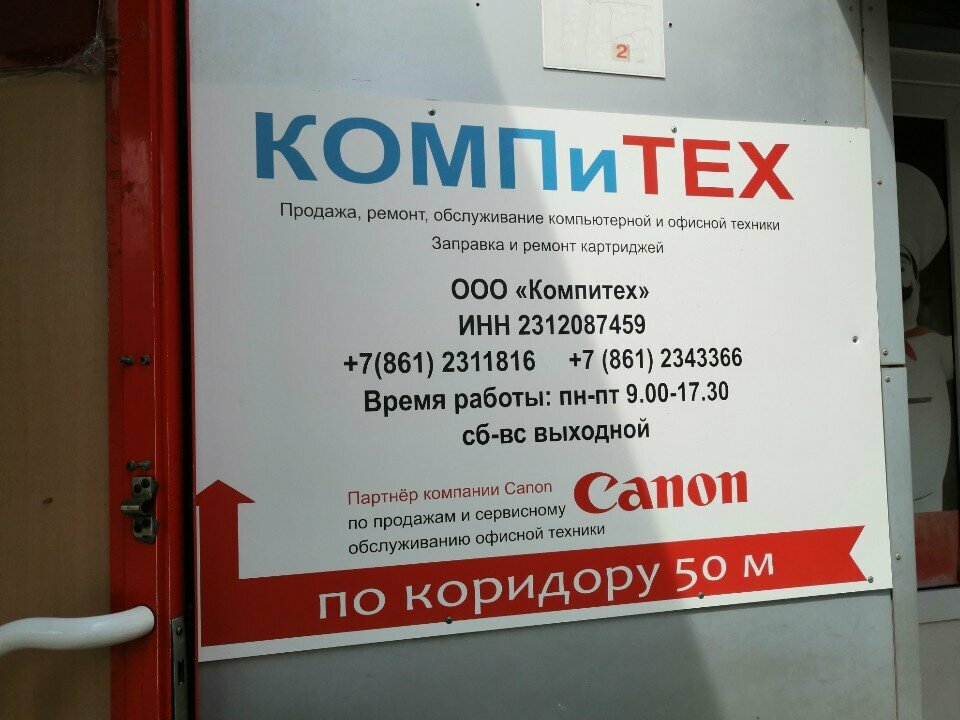 2
КОМПиТЕХ
Продажа, ремонт, обслуживание компьютерной и офисной техники
Заправка и ремонт картриджей
ООО «Компитех»
ИНН 2312087459
+7(861) 2311816 +7 (861) 2343366
Время работы: пн-пт 9.00-17.30
сб-вс выходной
Партнёр компании Canon
по продажам и сервисному
обслуживанию офисной техники
Canon
по коридору 50 м